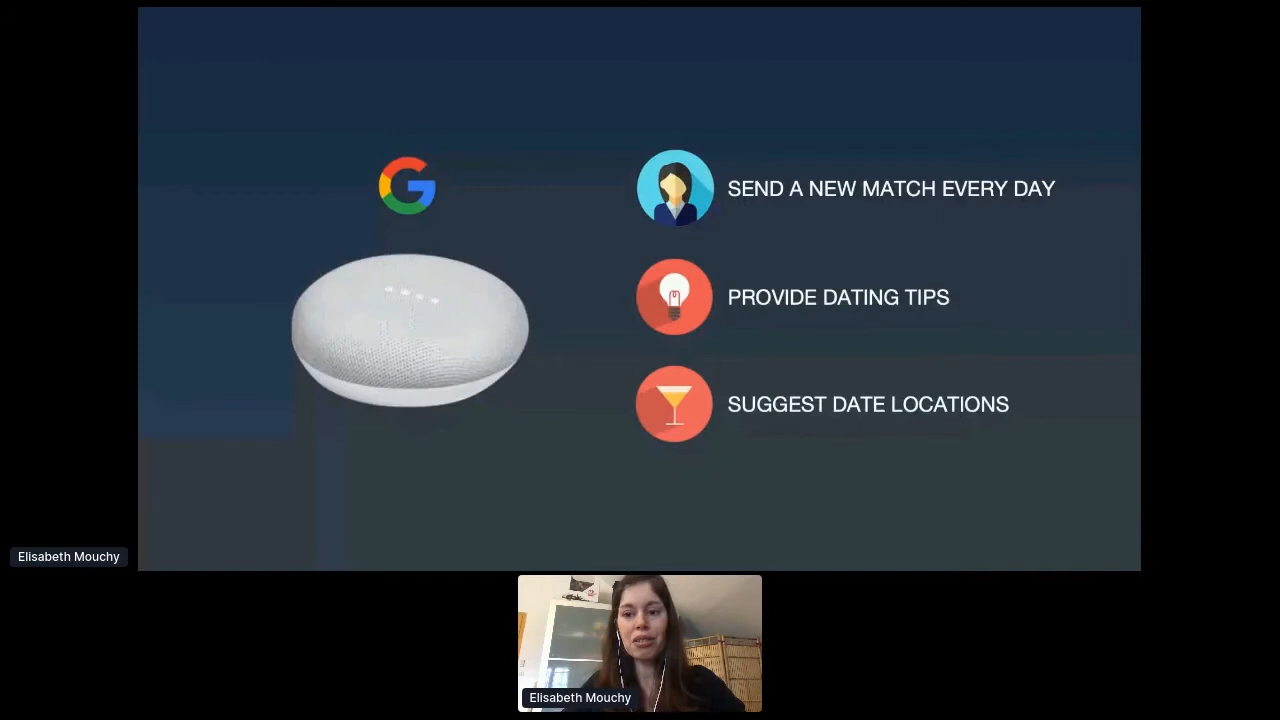 SEND A NEW MATCH EVERY DAY
PROVIDE DATING TIPS
SUGGEST DATE LOCATIONS
Elisabeth Mouchy
Elisabeth Mouchy